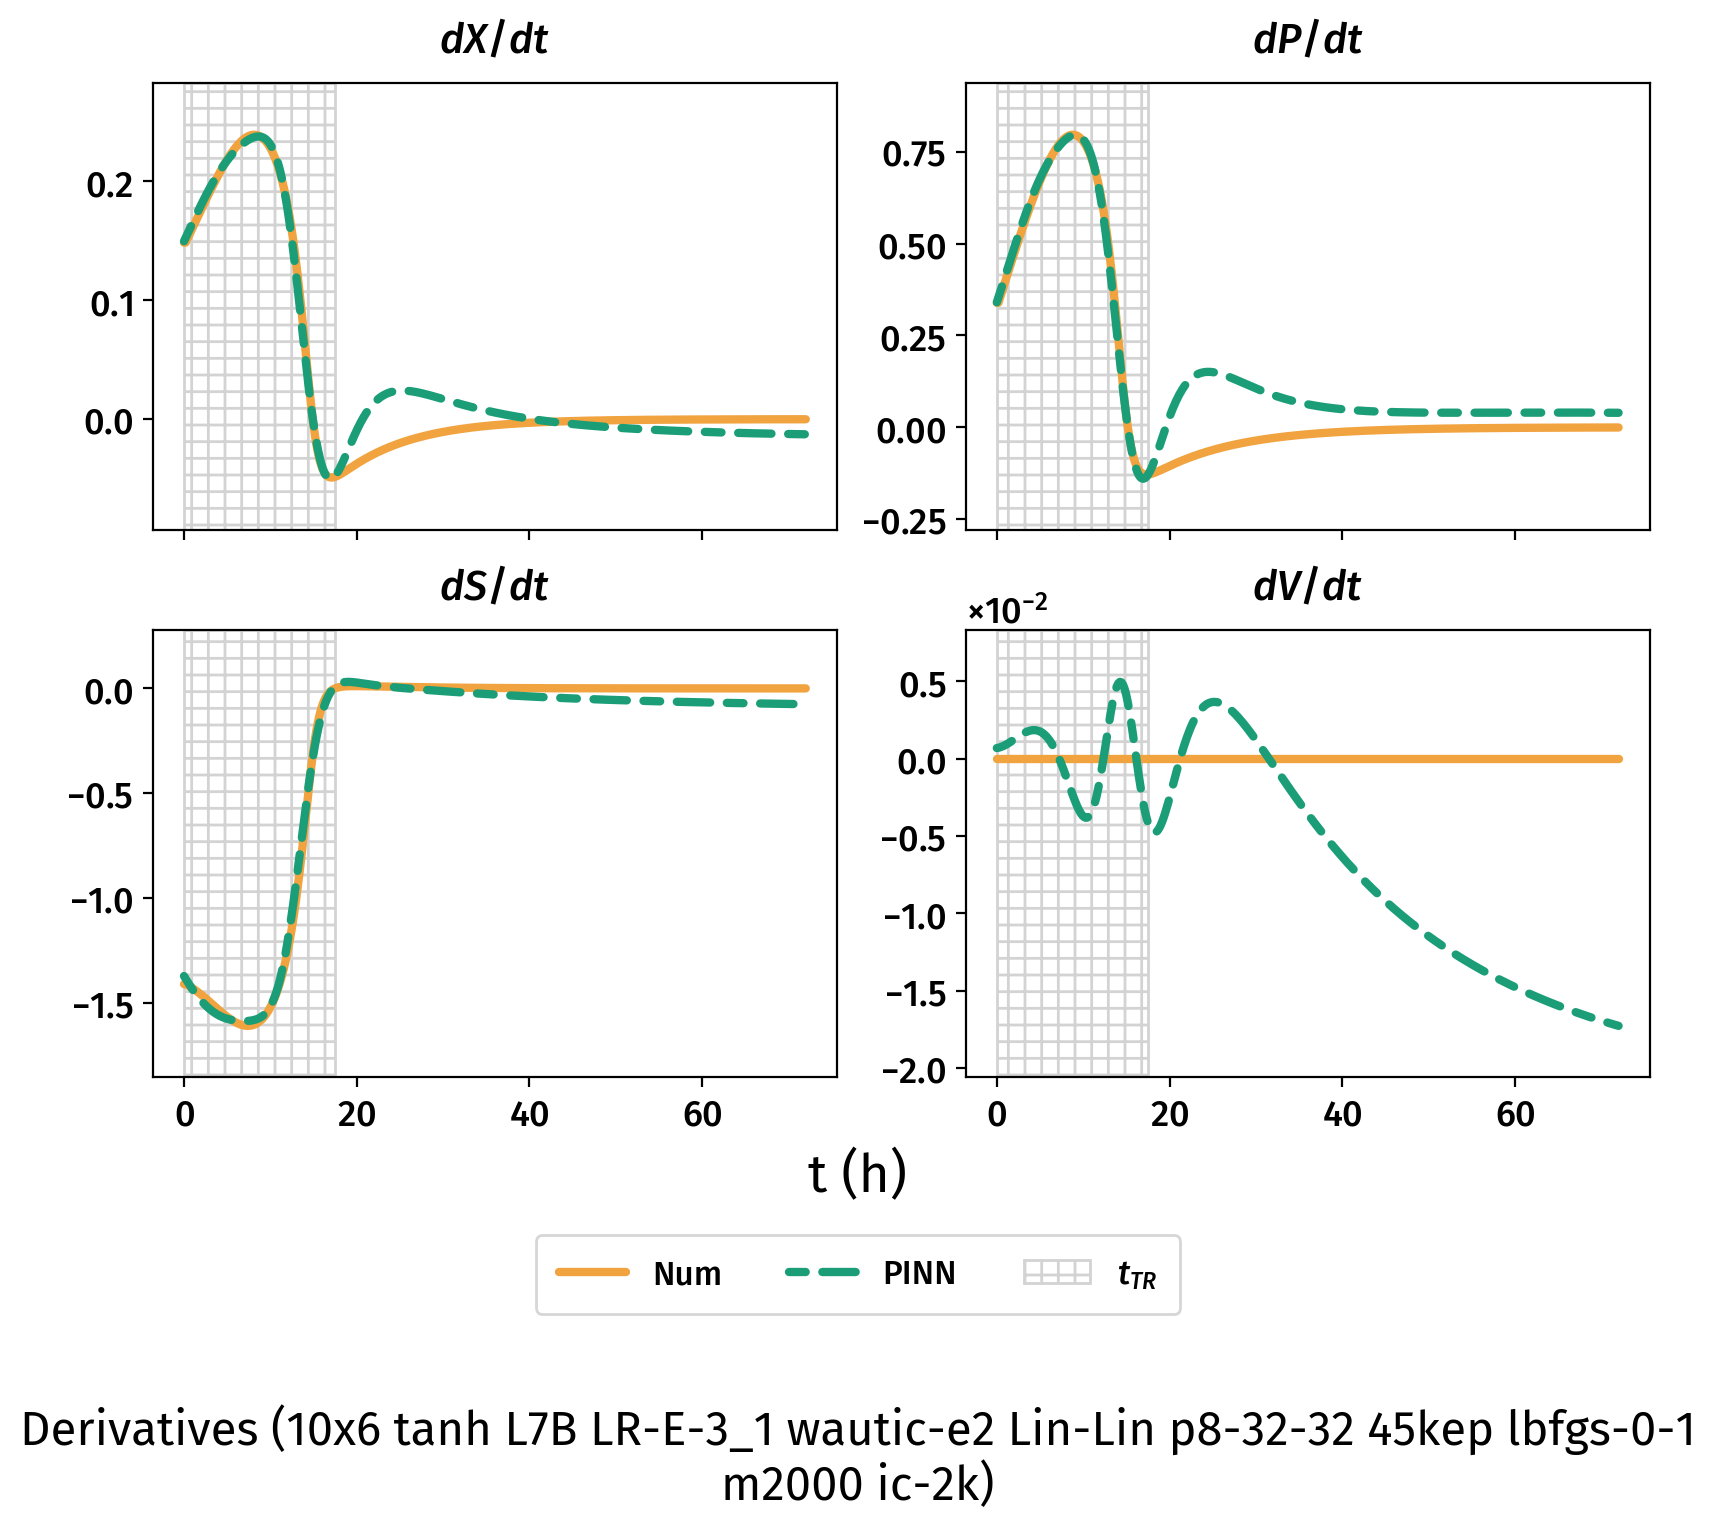 dX/dt
dP/dt
0.2
0.1
0.0
0.75
0.50
0.25
0.00
−0.25
dS/dt
dV/dt
×10⁻²
0.0
−0.5
−1.0
−1.5
0.5
0.0
−0.5
−1.0
−1.5
−2.0
0 20 40 60
0 20 40 60
t (h)
Num PINN t_TR
Derivatives (10x6 tanh L7B LR-E-3_1 wautic-e2 Lin-Lin p8-32-32 45kep lbfgs-0-1
m2000 ic-2k)